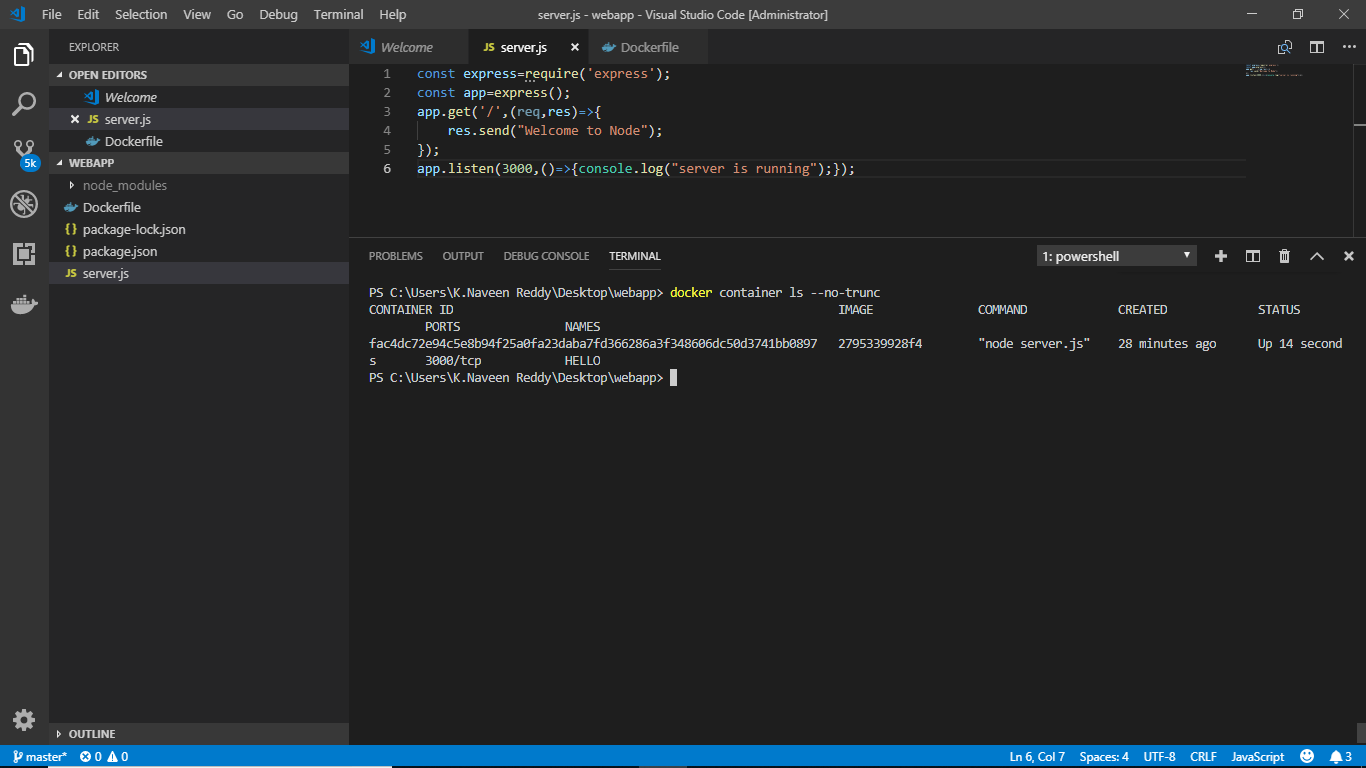 File Edit Selection View Go Debug Terminal Help
server.js - webapp - Visual Studio Code [Administrator]
EXPLORER
OPEN EDITORS
Welcome
JS server.js
Dockerfile
5k
WEBAPP
node_modules
Dockerfile
{} package-lock.json
{} package.json
JS server.js
OUTLINE
Welcome
JS server.js
Dockerfile
1 const express=require('express');
2 const app=express();
3 app.get('/',(req,res)=>{
4 res.send("Welcome to Node");
5 });
6 app.listen(3000,()=>{console.log("server is running");});
PROBLEMS OUTPUT DEBUG CONSOLE TERMINAL
1: powershell
PS C:\Users\K.Naveen Reddy\Desktop\webapp> docker container ls --no-trunc
CONTAINER ID IMAGE COMMAND CREATED STATUS
PORTS NAMES
fac4dc72e94c5e8b94f25a0fa23daba7fd366286a3f348606dc50d3741bb0897 2795339928f4 "node server.js" 28 minutes ago Up 14 second
s 3000/tcp HELLO
PS C:\Users\K.Naveen Reddy\Desktop\webapp>
master* 0 0
Ln 6, Col 7 Spaces: 4 UTF-8 CRLF JavaScript 3